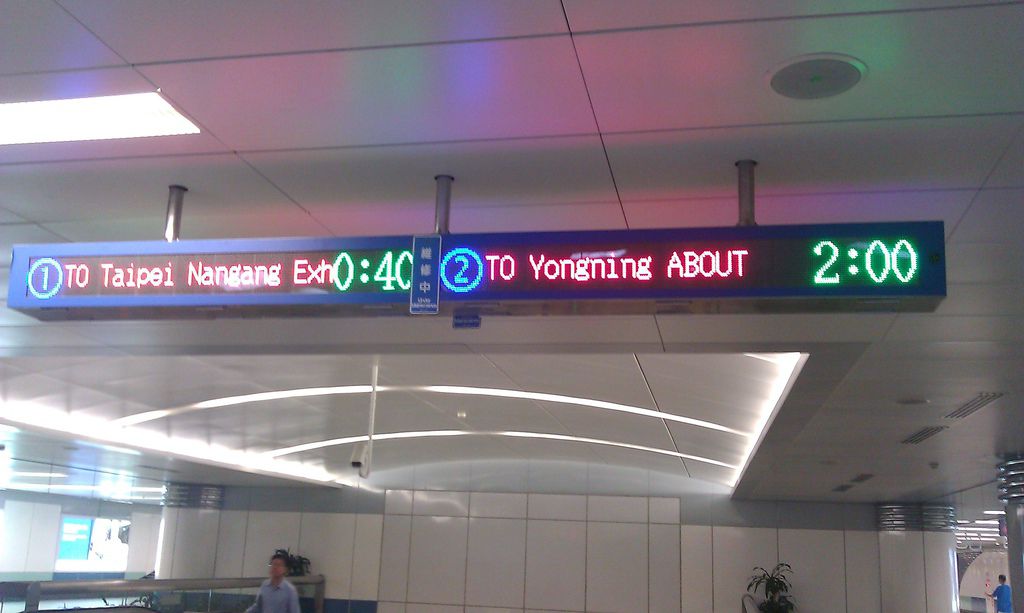 1 TO Taipei Nangang Exh 0:40
維修中
2 TO Yongning ABOUT 2:00